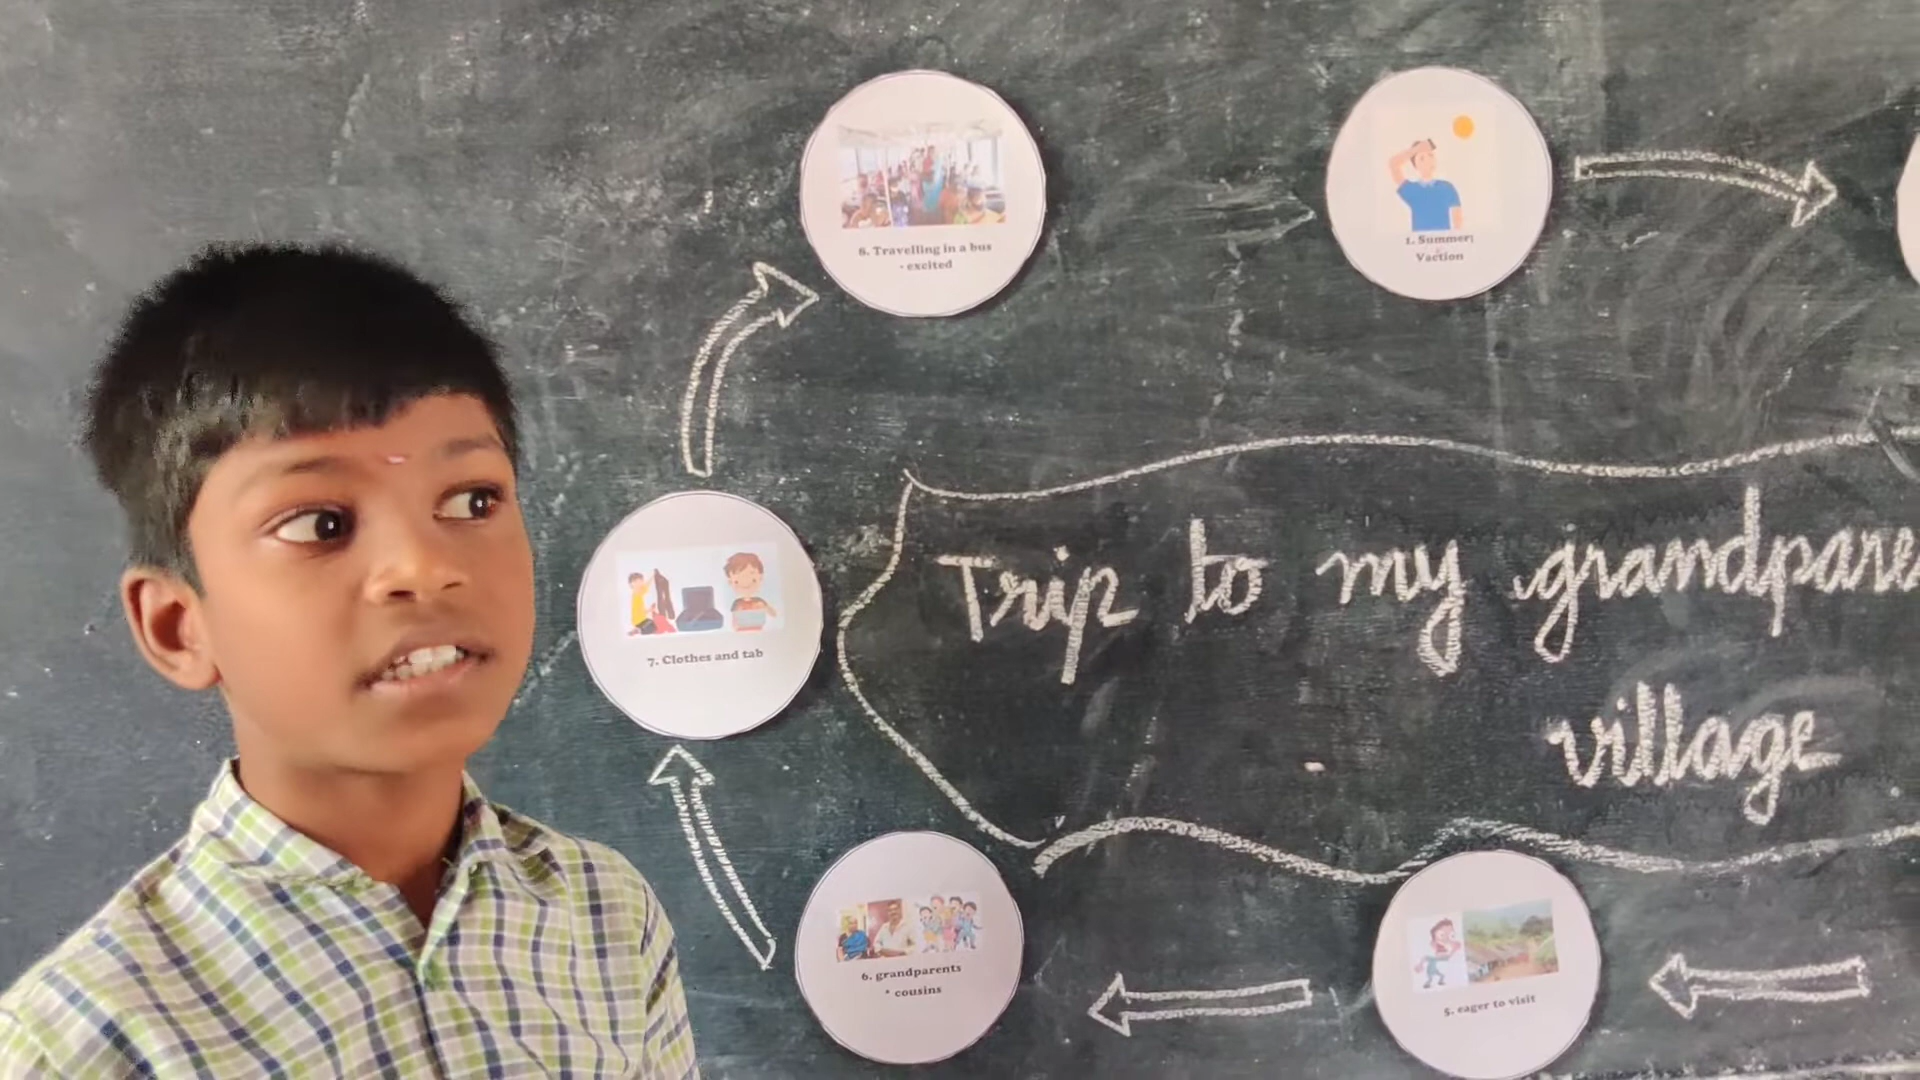 8. Travelling in a bus
- excited
1. Summer;
Vaction
7. Clothes and tab
Trip to my grandpare
village
6. grandparents
* cousins
5. eager to visit